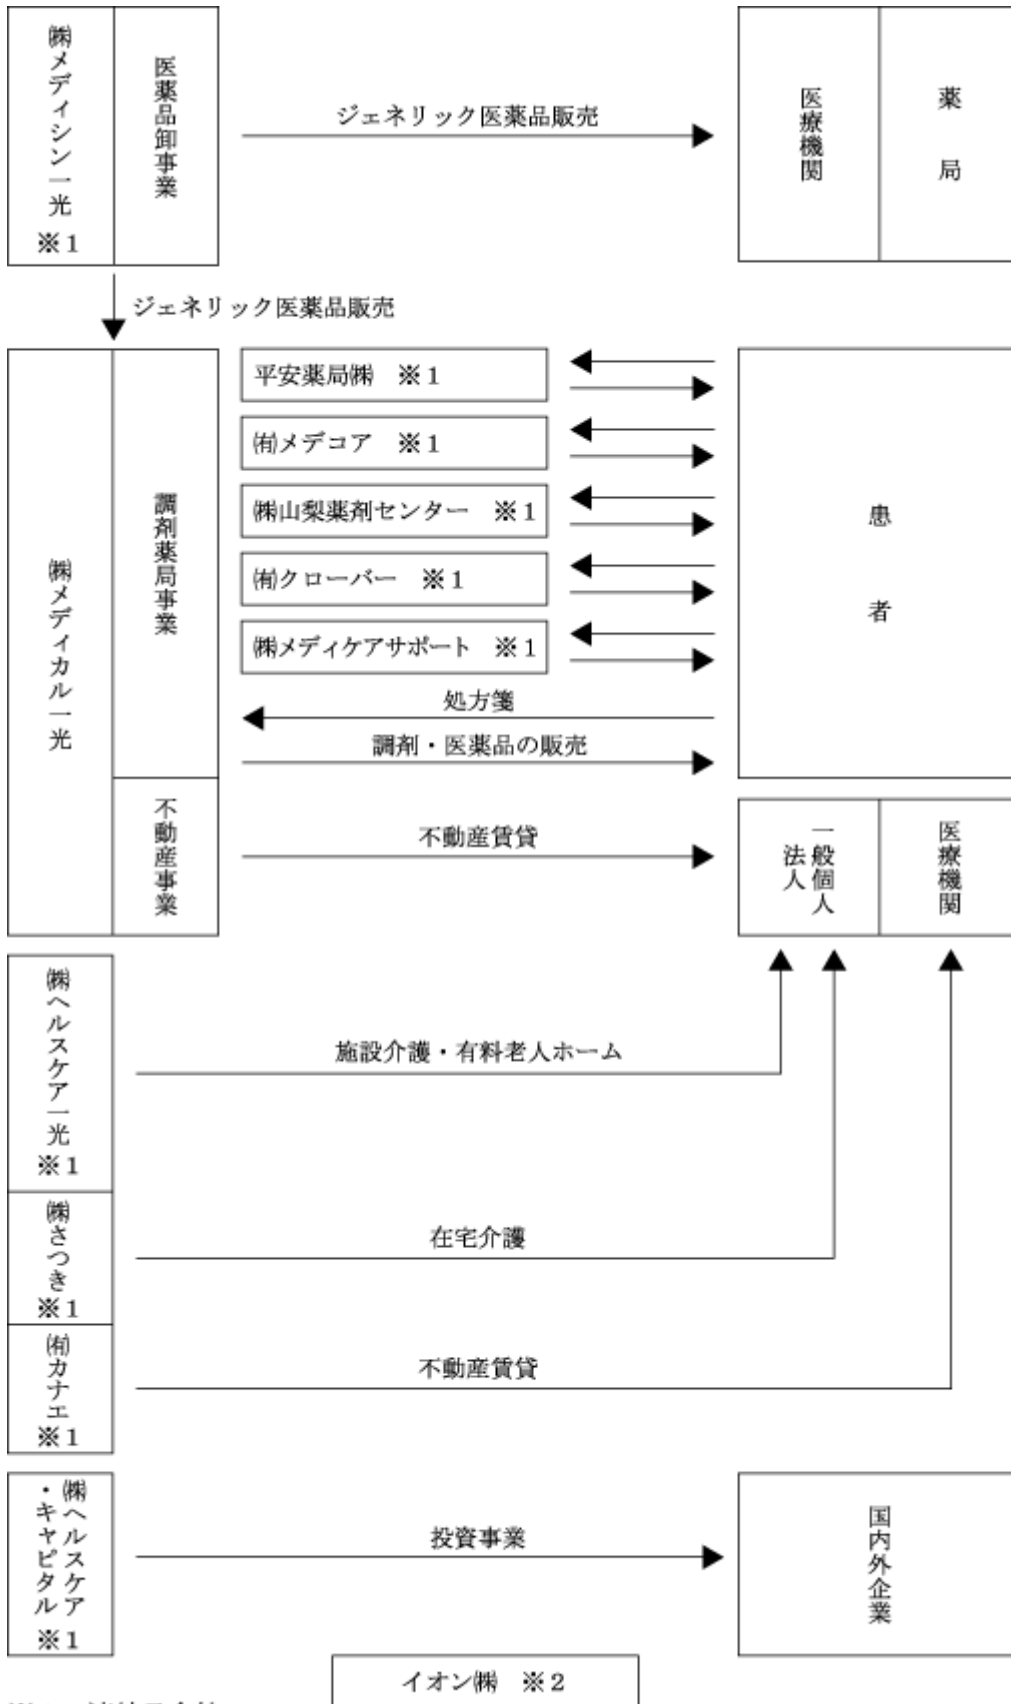 ㈱メディシン一光
※1
医薬品卸事業
ジェネリック医薬品販売
医療機関
薬局
ジェネリック医薬品販売
㈱メディカル一光
調剤薬局事業
平安薬局㈱　※1
㈲メデコア　※1
㈱山梨薬剤センター　※1
㈲クローバー　※1
㈱メディケアサポート　※1
処方箋
調剤・医薬品の販売
患者
不動産事業
不動産賃貸
一般個人
法人
医療機関
㈱ヘルスケア一光
※1
施設介護・有料老人ホーム
㈱さつき
※1
在宅介護
㈲カナエ
※1
不動産賃貸
㈱ヘルスケア
・キャピタル
※1
投資事業
国内外企業
イオン㈱　※2